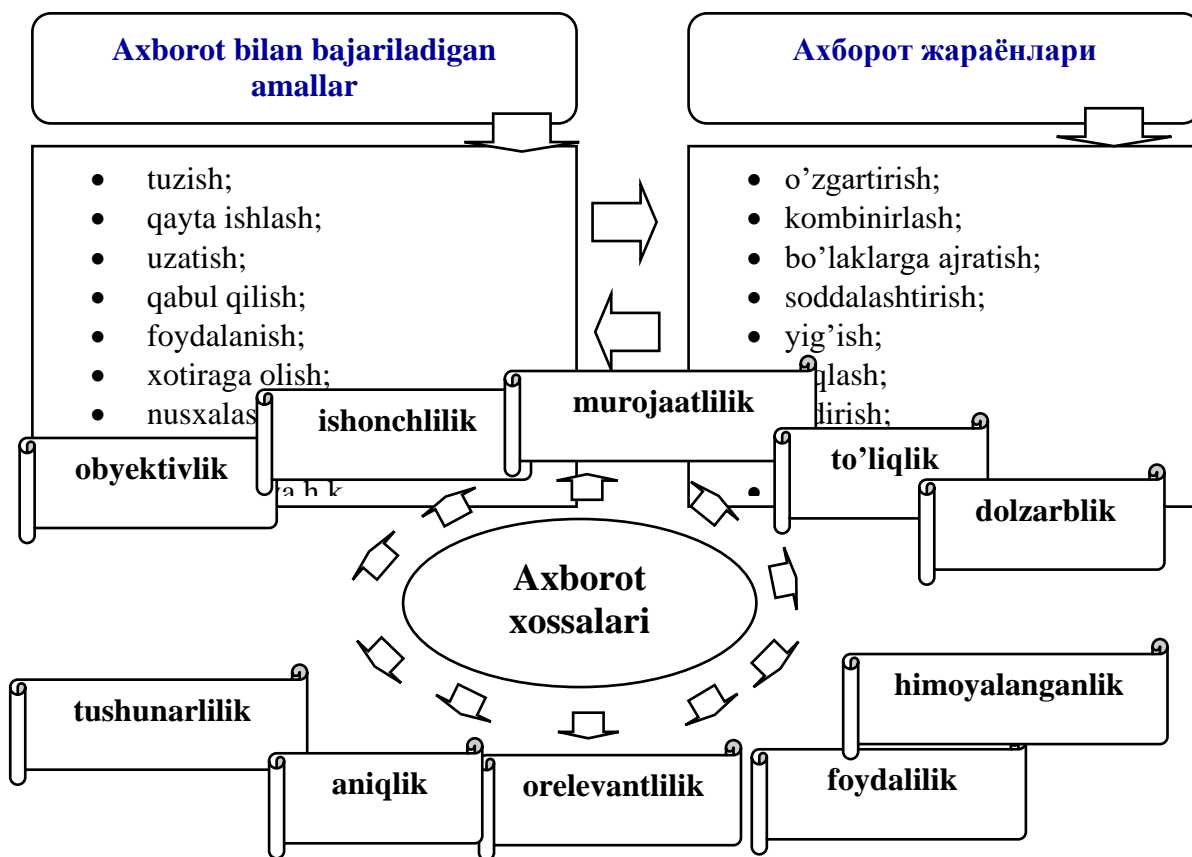 Axborot bilan bajariladigan
amallar
• tuzish;
• qayta ishlash;
• uzatish;
• qabul qilish;
• foydalanish;
• xotiraga olish;
Ахборот жараёнлари
• o’zgartirish;
• kombinirlash;
• bo’laklarga ajratish;
• soddalashtirish;
• yig’ish;
murojaatlilik
ishonchlilik
obyektivlik
to’liqlik
dolzarblik
Axborot
xossalari
himoyalanganlik
tushunarlilik
aniqlik
orelevantlilik
foydalilik